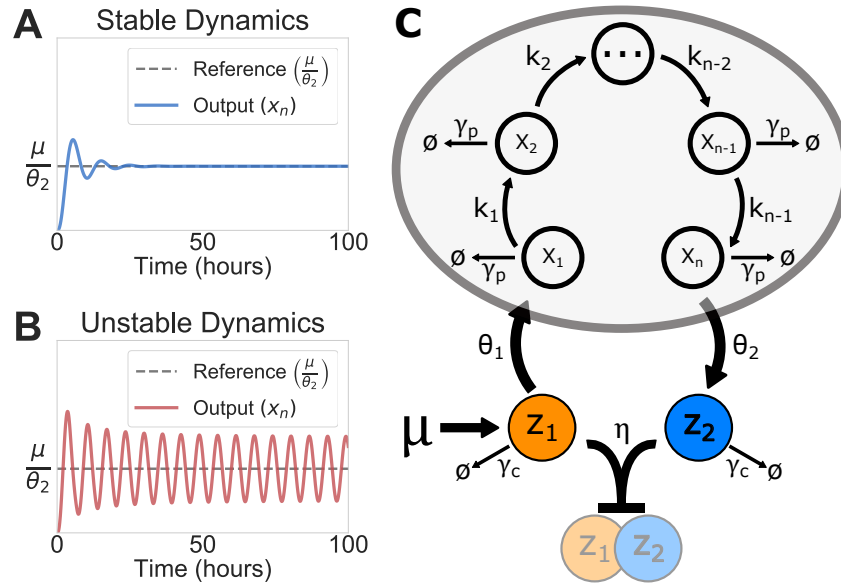 A
Stable Dynamics
Reference (μ/θ₂)
Output (xₙ)
μ/θ₂
0
50
100
Time (hours)
B
Unstable Dynamics
Reference (μ/θ₂)
Output (xₙ)
μ/θ₂
0
50
100
Time (hours)
C
...
k₂
kₙ₋₂
ø γₚ X₂
Xₙ₋₁ γₚ ø
k₁
kₙ₋₁
ø γₚ X₁
Xₙ γₚ ø
θ₁
θ₂
μ Z₁ η Z₂
ø γ꜀
γ꜀ ø
Z₁ Z₂